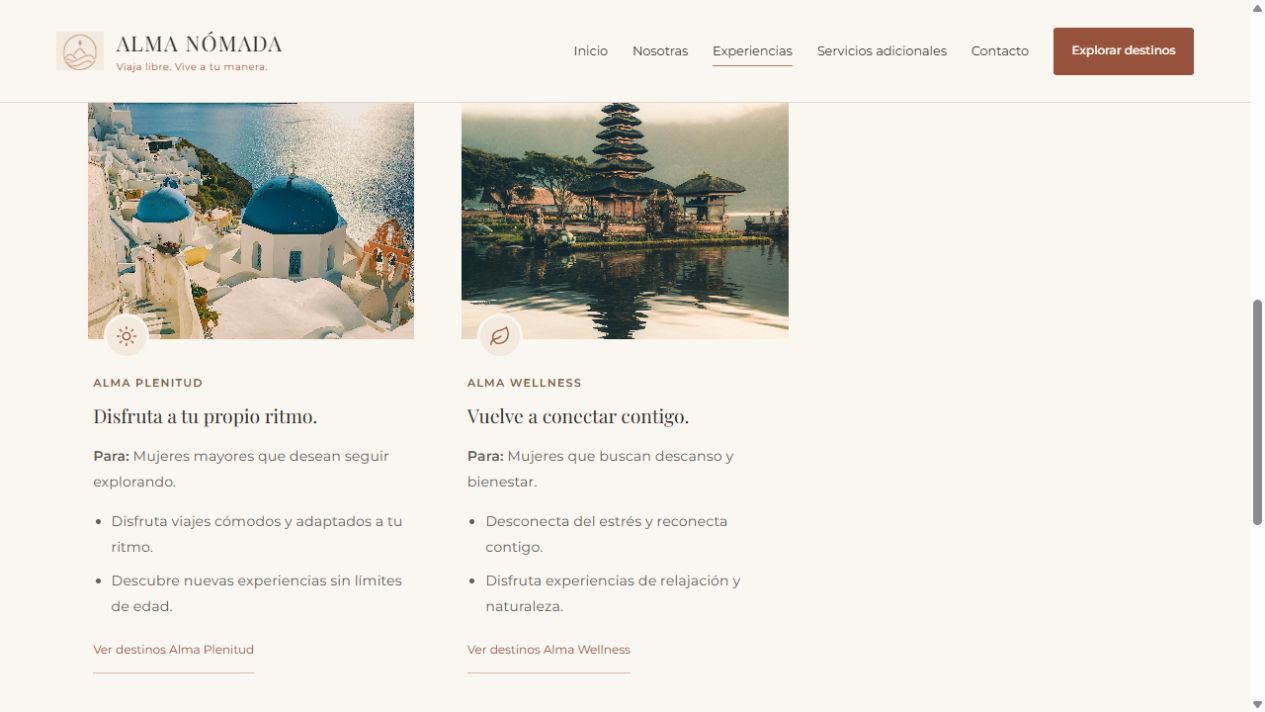 ALMA NÓMADA
Viaja libre. Vive a tu manera.
Inicio
Nosotras
Experiencias
Servicios adicionales
Contacto
Explorar destinos
ALMA PLENITUD
Disfruta a tu propio ritmo.
Para: Mujeres mayores que desean seguir
explorando.
• Disfruta viajes cómodos y adaptados a tu
ritmo.
• Descubre nuevas experiencias sin límites
de edad.
Ver destinos Alma Plenitud
ALMA WELLNESS
Vuelve a conectar contigo.
Para: Mujeres que buscan descanso y
bienestar.
• Desconecta del estrés y reconecta
contigo.
• Disfruta experiencias de relajación y
naturaleza.
Ver destinos Alma Wellness